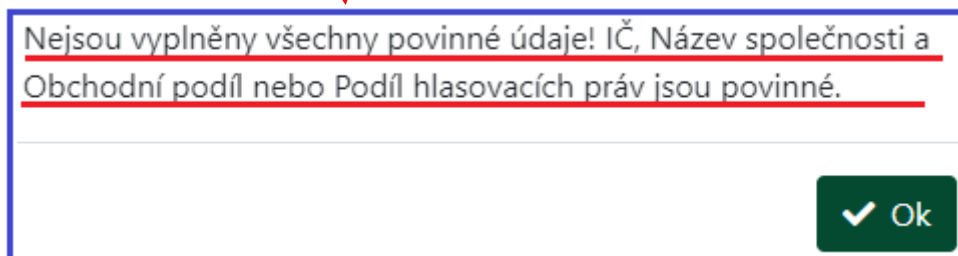 Nejsou vyplněny všechny povinné údaje! IČ, Název společnosti a
Obchodní podíl nebo Podíl hlasovacích práv jsou povinné.
Ok